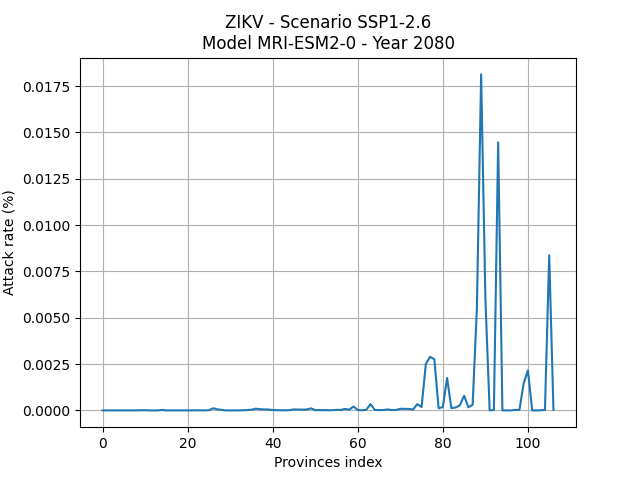 ZIKV - Scenario SSP1-2.6
Model MRI-ESM2-0 - Year 2080
Attack rate (%)
0.0175
0.0150
0.0125
0.0100
0.0075
0.0050
0.0025
0.0000
0 20 40 60 80 100
Provinces index